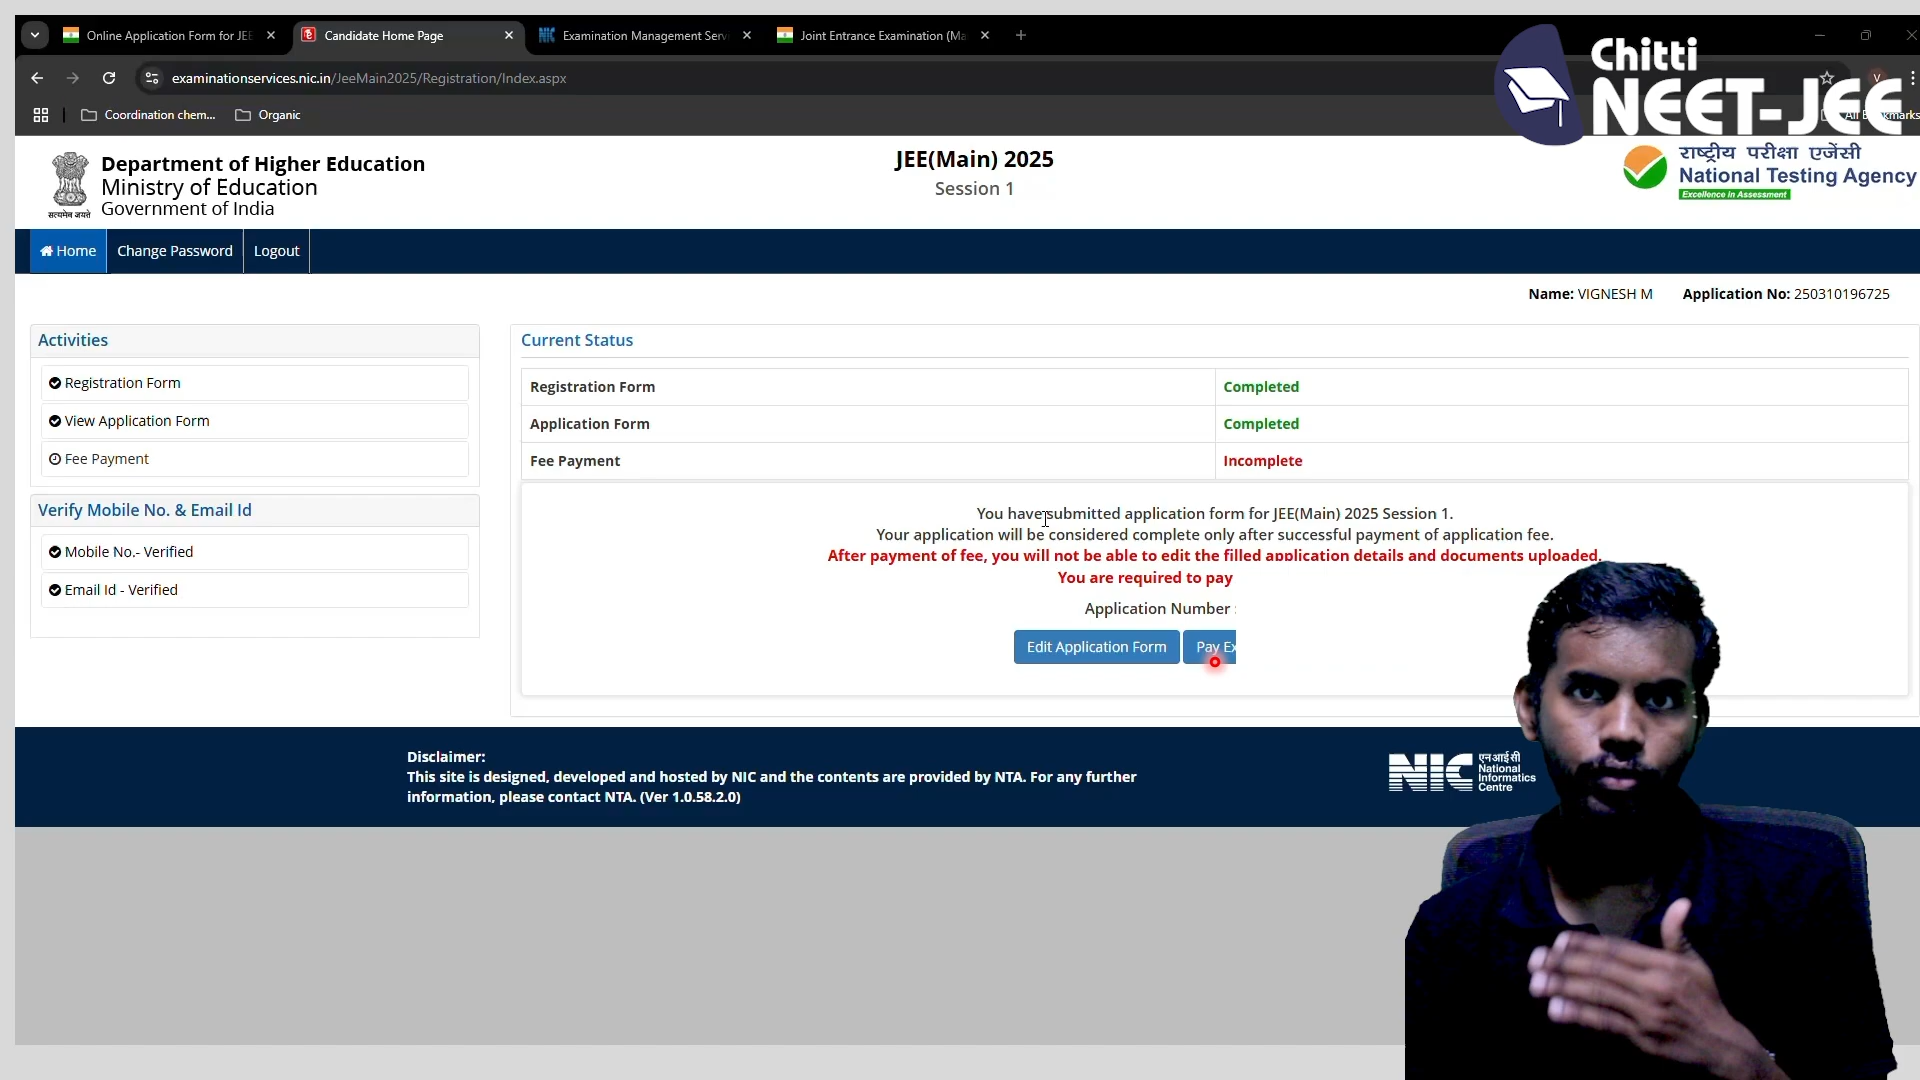 Online Application Form for JEE
Candidate Home Page
Examination Management Servi
Joint Entrance Examination (Ma
examinationservices.nic.in/JeeMain2025/Registration/Index.aspx
Coordination chem...
Organic
Chitti
NEET-JEE
Department of Higher Education
Ministry of Education
Government of India
सत्यमेव जयते
JEE(Main) 2025
Session 1
राष्ट्रीय परीक्षा एजेंसी
National Testing Agency
Excellence in Assessment
Home
Change Password
Logout
Name: VIGNESH M
Application No: 250310196725
Activities
Registration Form
View Application Form
Fee Payment
Verify Mobile No. & Email Id
Mobile No.- Verified
Email Id - Verified
Current Status
Registration Form Completed
Application Form Completed
Fee Payment Incomplete
You have submitted application form for JEE(Main) 2025 Session 1.
Your application will be considered complete only after successful payment of application fee.
After payment of fee, you will not be able to edit the filled application details and documents uploaded.
You are required to pay
Application Number :
Edit Application Form
Pay Ex
Disclaimer:
This site is designed, developed and hosted by NIC and the contents are provided by NTA. For any further
information, please contact NTA. (Ver 1.0.58.2.0)
NIC
एनआईसी
National
Informatics
Centre